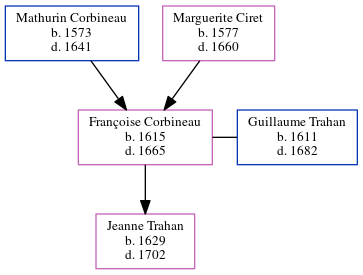 Mathurin Corbineau
b. 1573
d. 1641
Marguerite Ciret
b. 1577
d. 1660
Françoise Corbineau
b. 1615
d. 1665
Guillaume Trahan
b. 1611
d. 1682
Jeanne Trahan
b. 1629
d. 1702